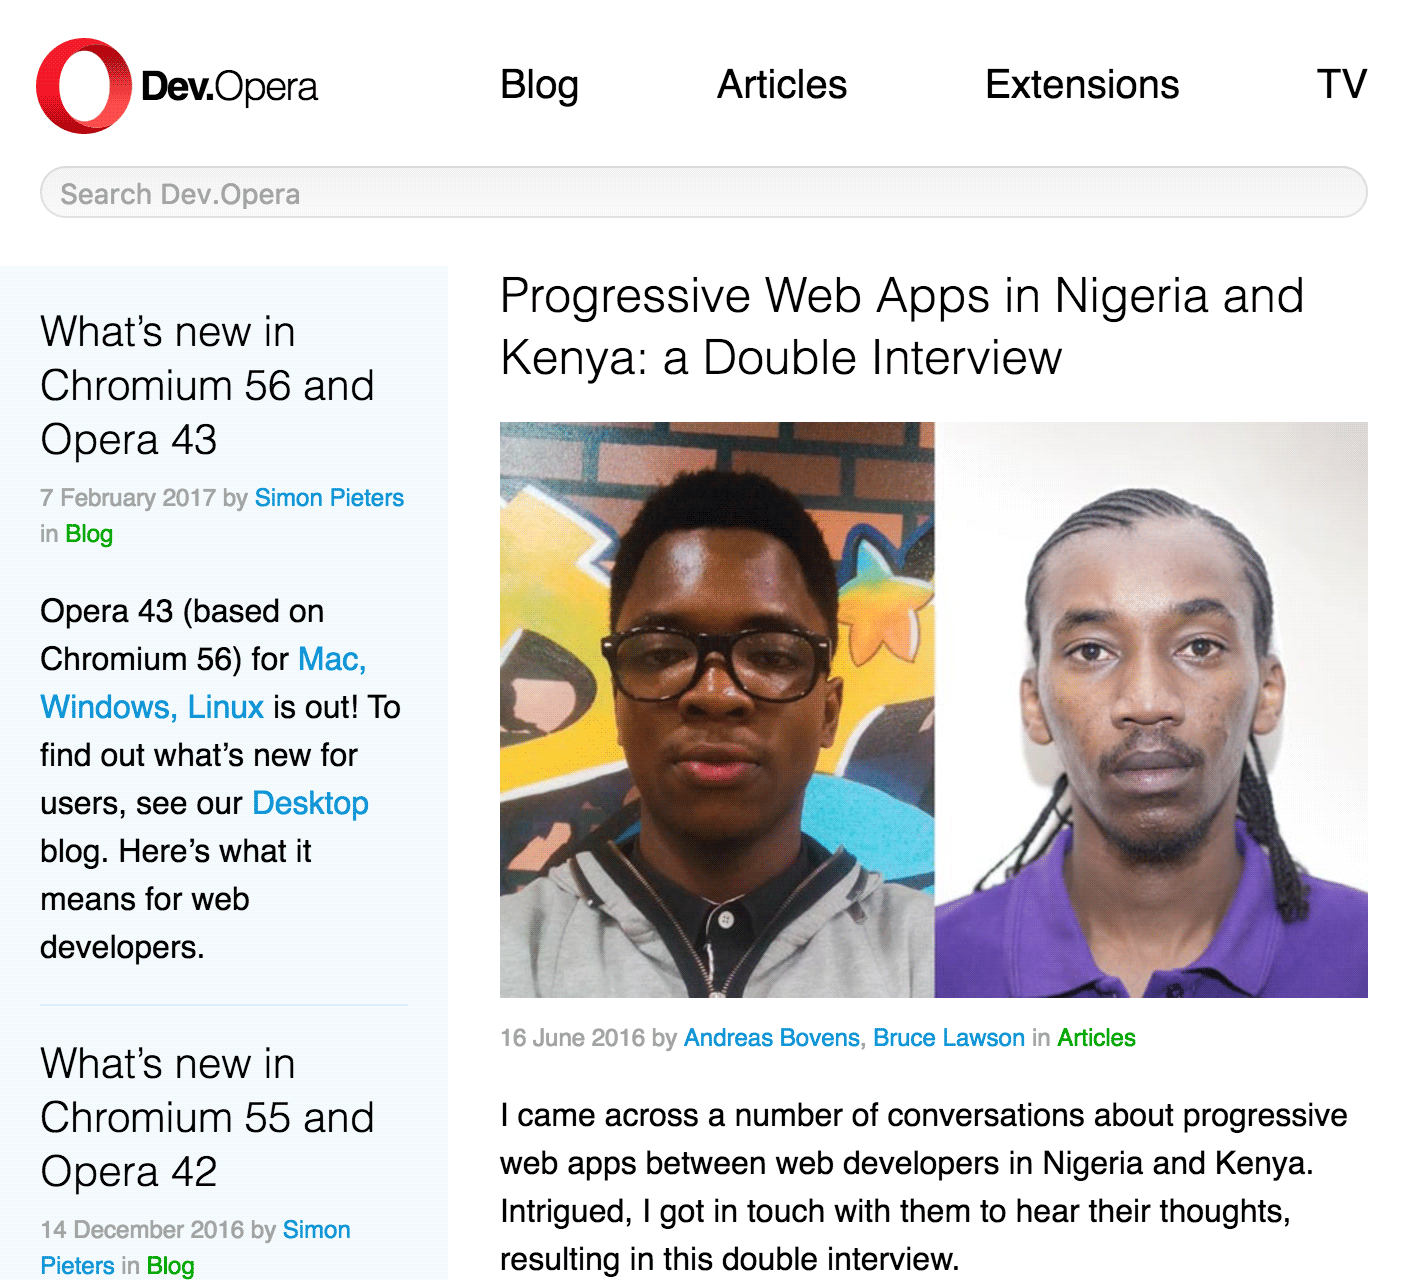 Dev.Opera
Blog
Articles
Extensions
TV
Search Dev.Opera
What’s new in
Chromium 56 and
Opera 43
7 February 2017 by Simon Pieters
in Blog
Opera 43 (based on
Chromium 56) for Mac,
Windows, Linux is out! To
find out what’s new for
users, see our Desktop
blog. Here’s what it
means for web
developers.
What’s new in
Chromium 55 and
Opera 42
14 December 2016 by Simon
Pieters in Blog
Progressive Web Apps in Nigeria and
Kenya: a Double Interview
16 June 2016 by Andreas Bovens, Bruce Lawson in Articles
I came across a number of conversations about progressive
web apps between web developers in Nigeria and Kenya.
Intrigued, I got in touch with them to hear their thoughts,
resulting in this double interview.